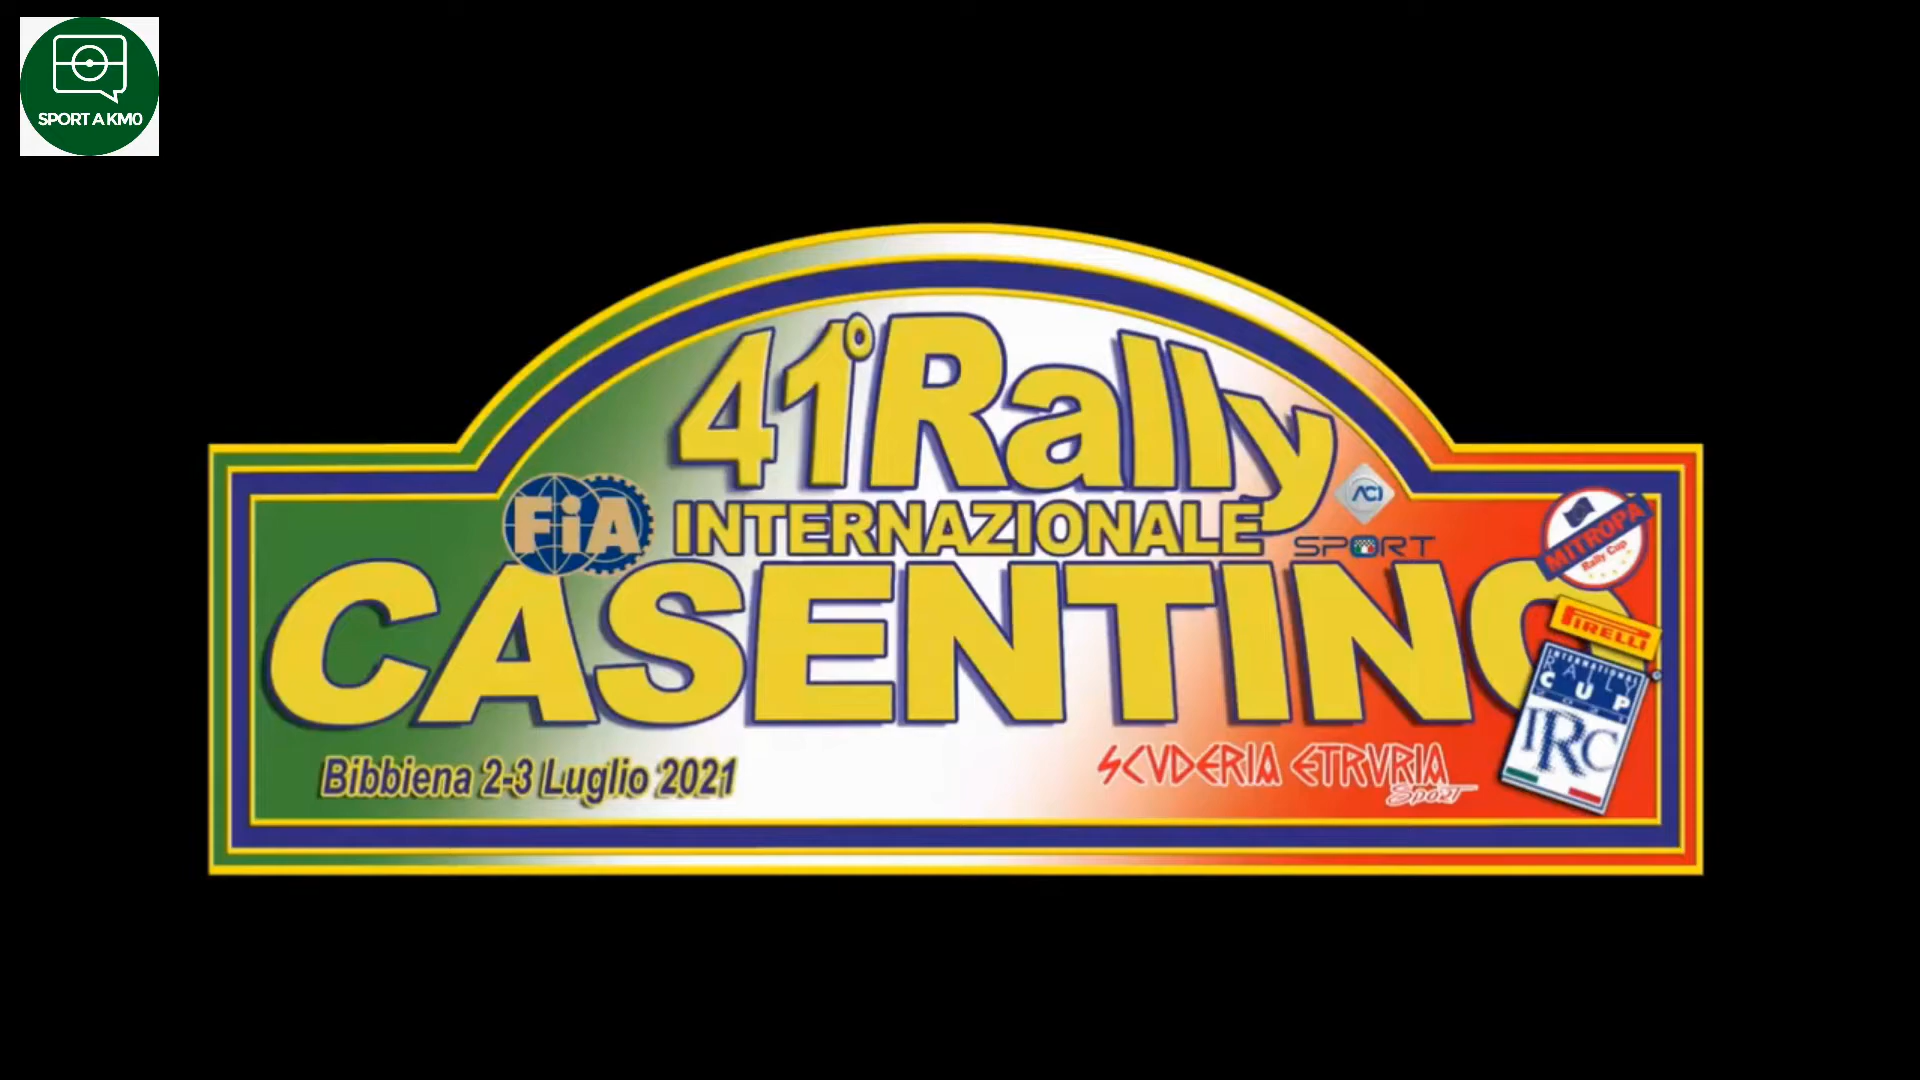 SPORT A KM0
41° Rally
FiA
INTERNAZIONALE
ACI
SPORT
MITROPA
Rally Cup
CASENTINO
PIRELLI
INTERNATIONAL
RALLY
CUP
IRC
Bibbiena 2-3 Luglio 2021
SCVDERIA ETRVRIA
SPORT